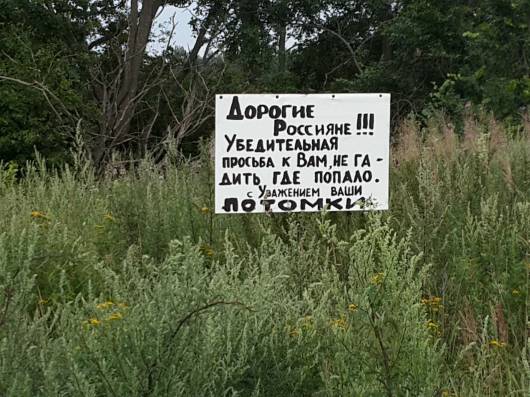 Дорогие
Россияне!!!
Убедительная
просьба к Вам, не га-
дить где попало.
с Уважением ваши
потомки